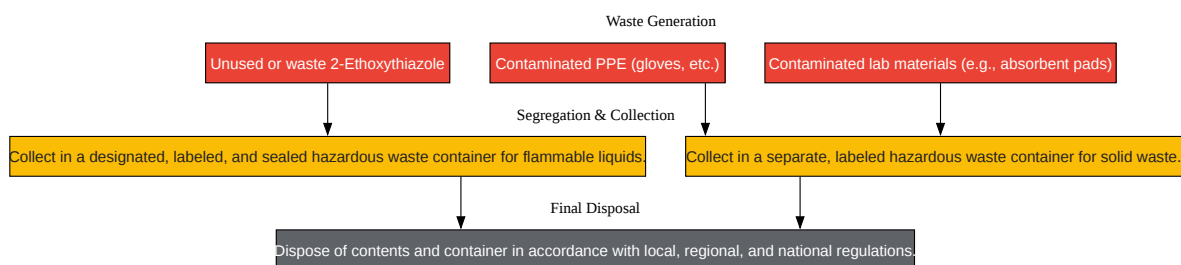 Waste Generation
Unused or waste 2-Ethoxythiazole
Contaminated PPE (gloves, etc.)
Contaminated lab materials (e.g., absorbent pads)
Segregation & Collection
Collect in a designated, labeled, and sealed hazardous waste container for flammable liquids.
Collect in a separate, labeled hazardous waste container for solid waste.
Final Disposal
Dispose of contents and container in accordance with local, regional, and national regulations.